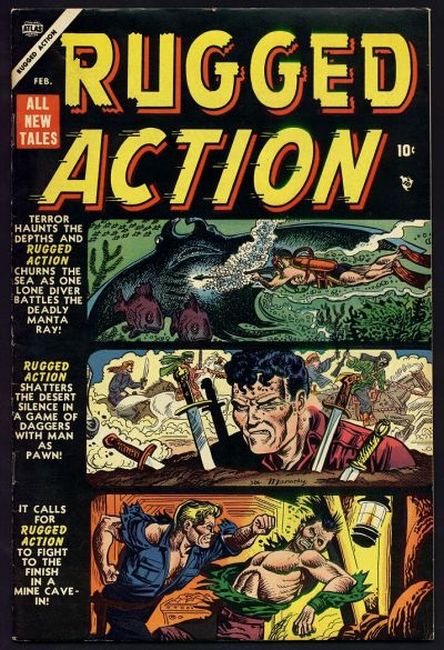 ATLAS
RUGGED ACTION
FEB.
ALL
NEW
TALES
RUGGED
ACTION
10¢
TERROR
HAUNTS THE
DEPTHS AND
RUGGED
ACTION
CHURNS THE
SEA AS ONE
LONE DIVER
BATTLES THE
DEADLY
MANTA
RAY!
RUGGED
ACTION
SHATTERS
THE DESERT
SILENCE IN
A GAME OF
DAGGERS
WITH MAN
AS
PAWN!
IT CALLS
FOR
RUGGED
ACTION
TO FIGHT
TO THE
FINISH
IN A
MINE CAVE-
IN!